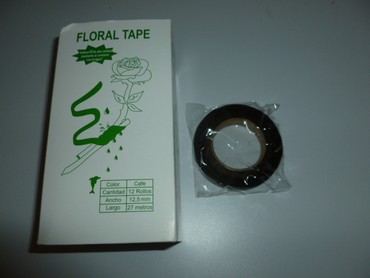 FLORAL TAPE
Color Cafe
Cantidad 12 Rollos
Ancho 12,5 mm
Largo 27 metros